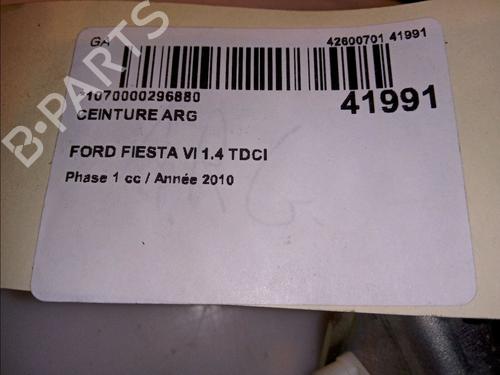 GA
42600701 41991
*1070000296880
41991
CEINTURE ARG
FORD FIESTA VI 1.4 TDCI
Phase 1 cc / Année 2010
B-PARTS